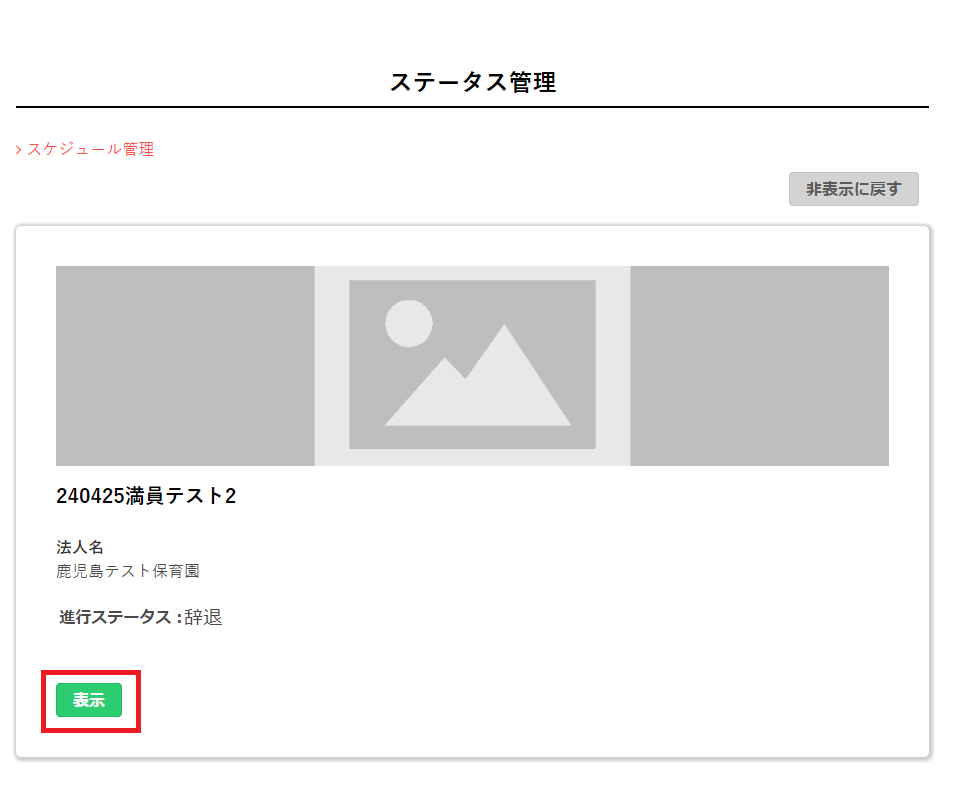 ステータス管理
> スケジュール管理
非表示に戻す
240425満員テスト2
法人名
鹿児島テスト保育園
進行ステータス : 辞退
表示